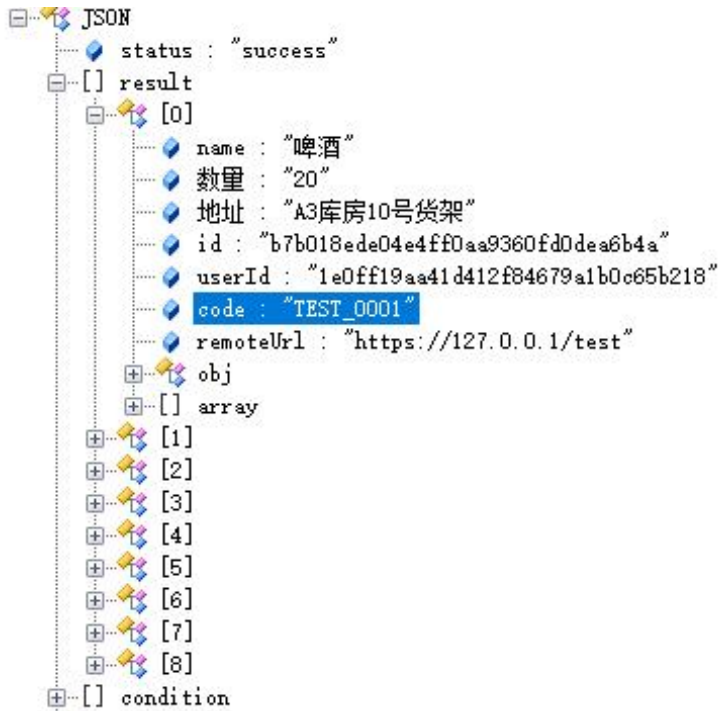 JSON
status : "success"
[] result
[0]
name : "啤酒"
数量 : "20"
地址 : "A3库房10号货架"
id : "b7b018ede04e4ff0aa9360fd0dea6b4a"
userId : "1e0ff19aa41d412f84679a1b0c65b218"
code : "TEST_0001"
remoteUrl : "https://127.0.0.1/test"
obj
[] array
[1]
[2]
[3]
[4]
[5]
[6]
[7]
[8]
[] condition